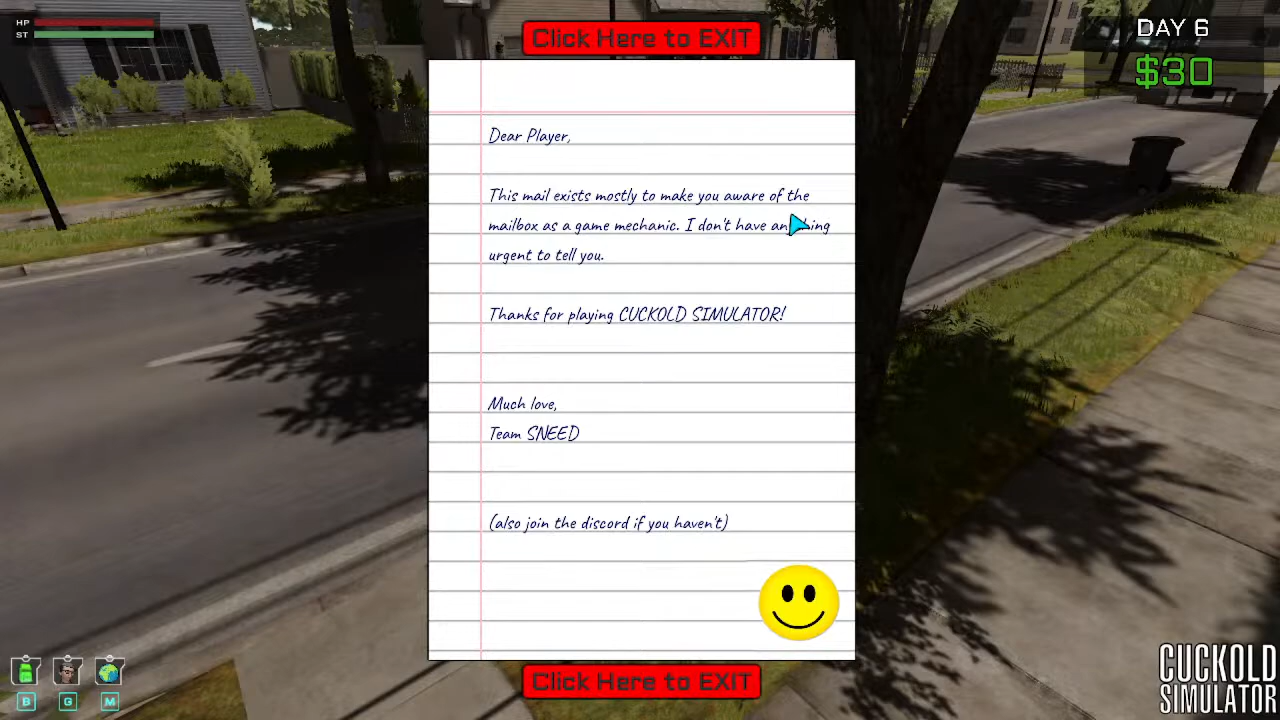 HP
ST
Click Here to EXIT
DAY 6
$30
Dear Player,
This mail exists mostly to make you aware of the
mailbox as a game mechanic. I don't have anything
urgent to tell you.
Thanks for playing CUCKOLD SIMULATOR!
Much love,
Team SNEED
(also join the discord if you haven't)
Click Here to EXIT
B G M
CUCKOLD
SIMULATOR